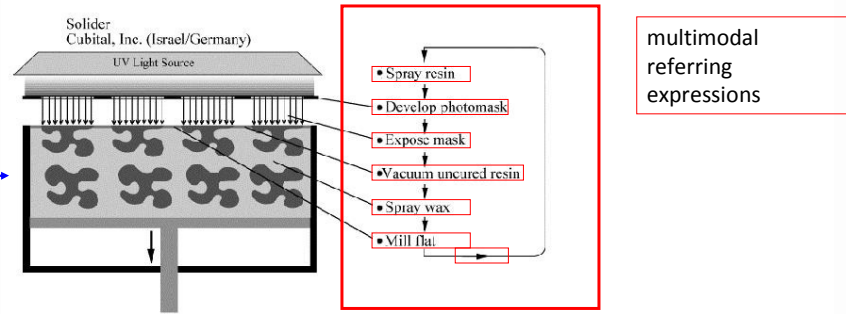 Solider
Cubital, Inc. (Israel/Germany)
UV Light Source
• Spray resin
• Develop photomask
• Expose mask
• Vacuum uncured resin
• Spray wax
• Mill flat
multimodal
referring
expressions